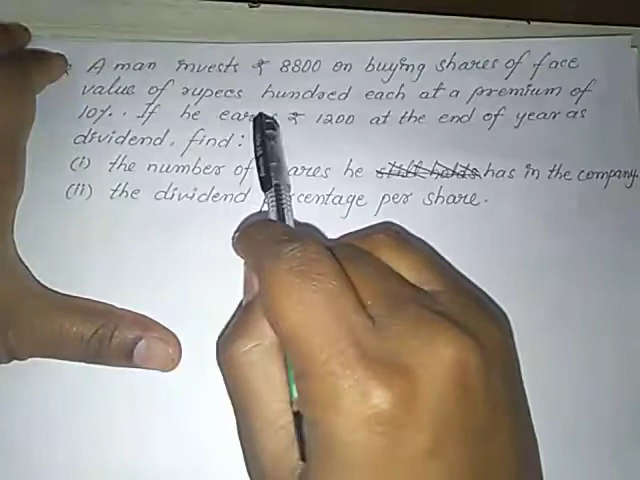 A man invests ₹ 8800 on buying shares of face
value of rupees hundred each at a premium of
10%. If he ₹ 1200 at the end of year as
dividend, find:
(i) the number of he still holds has in the company.
(ii) the dividend per share.